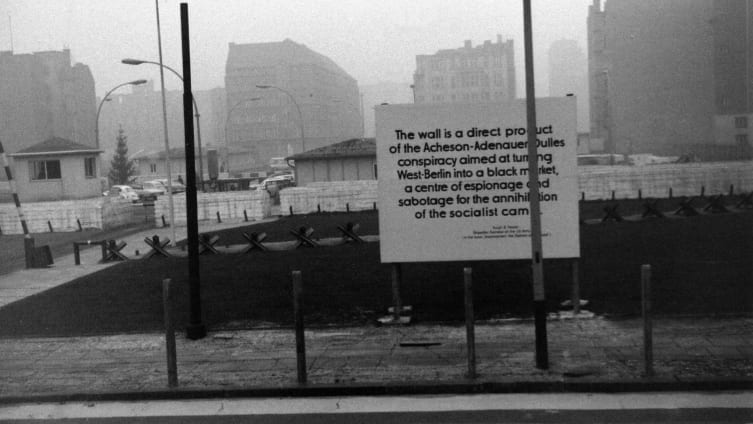 The wall is a direct product
of the Acheson-Adenauer Dulles
conspiracy aimed at turning
West-Berlin into a black market,
a centre of espionage and
sabotage for the annihilation
of the socialist camp